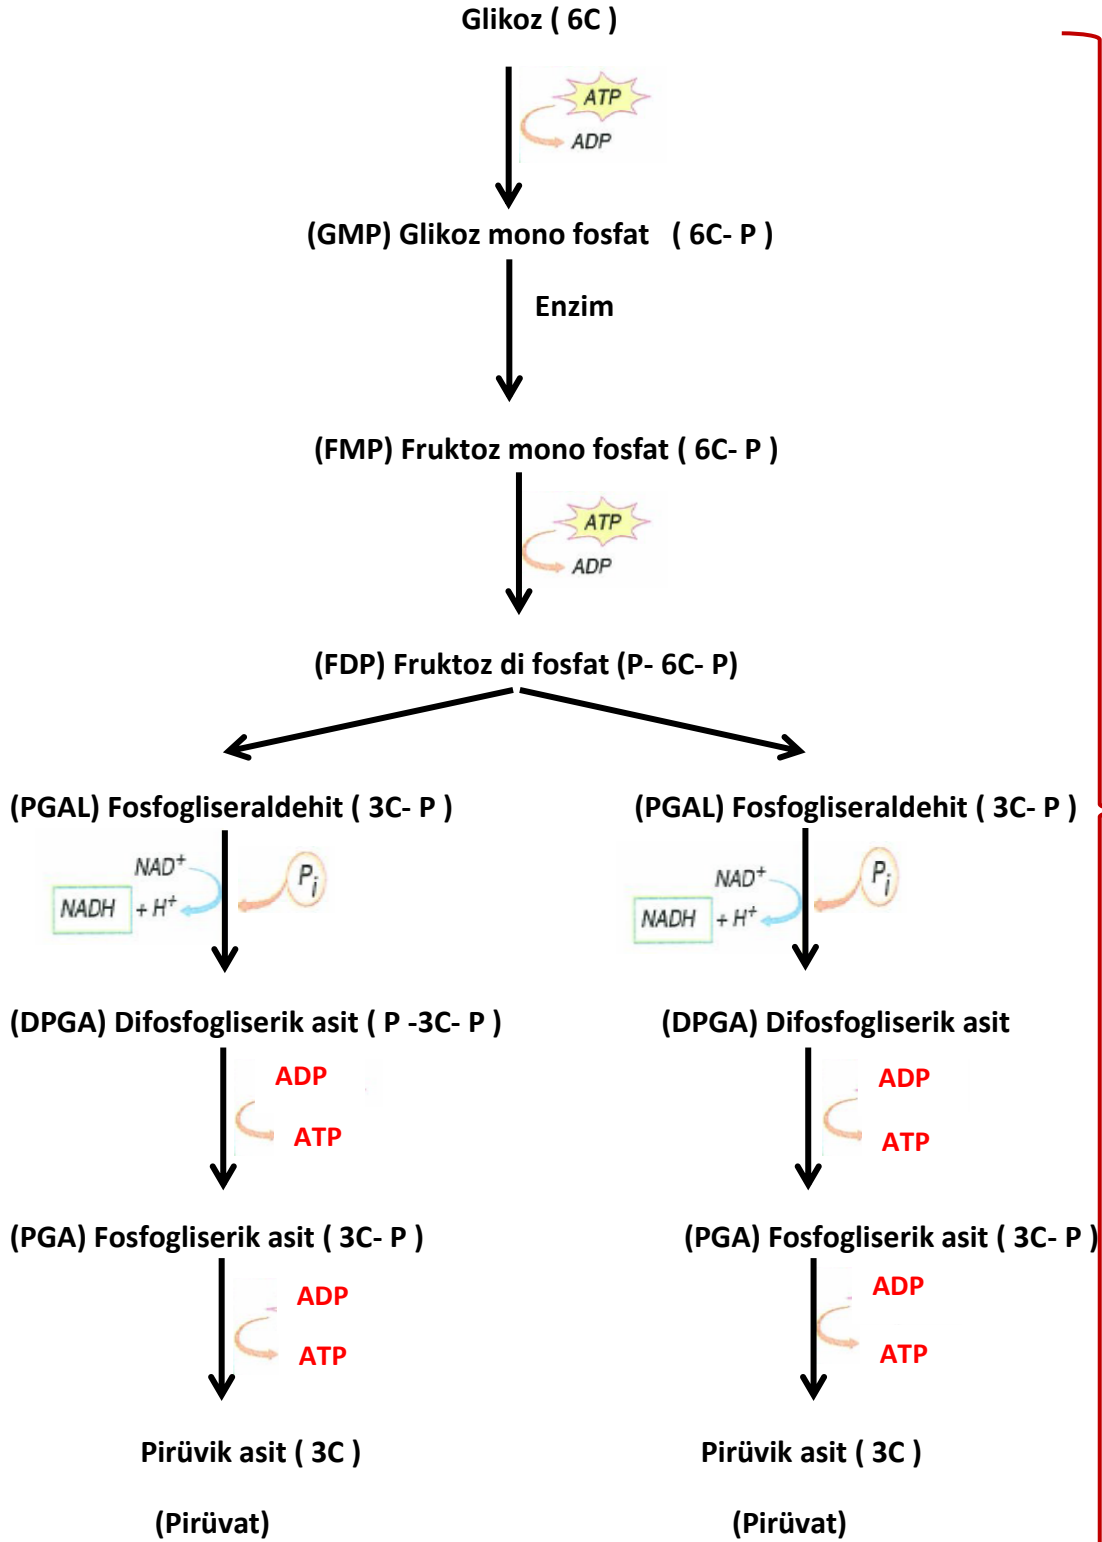 Glikoz ( 6C )
ATP
ADP
(GMP) Glikoz mono fosfat ( 6C- P )
Enzim
(FMP) Fruktoz mono fosfat ( 6C- P )
ATP
ADP
(FDP) Fruktoz di fosfat (P- 6C- P)
(PGAL) Fosfogliseraldehit ( 3C- P )
(PGAL) Fosfogliseraldehit ( 3C- P )
NAD+
Pi
NADH + H+
NAD+
Pi
NADH + H+
(DPGA) Difosfogliserik asit ( P -3C- P )
(DPGA) Difosfogliserik asit
ADP
ATP
ADP
ATP
(PGA) Fosfogliserik asit ( 3C- P )
(PGA) Fosfogliserik asit ( 3C- P )
ADP
ATP
ADP
ATP
Pirüvik asit ( 3C )
Pirüvik asit ( 3C )
(Pirüvat)
(Pirüvat)